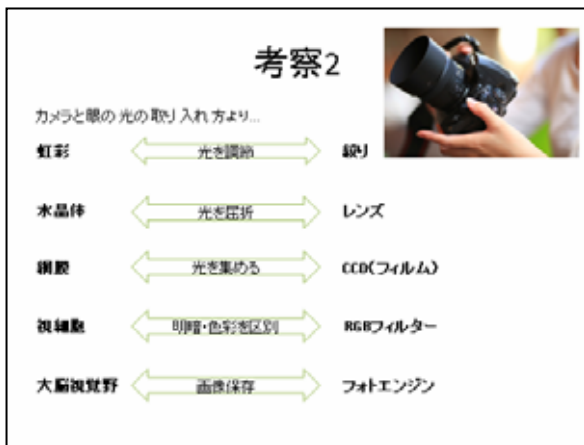 考察2
カメラと眼の光の取り入れ方より...
虹彩 光を調節 絞り
水晶体 光を屈折 レンズ
網膜 光を集める CCD(フィルム)
視細胞 明暗・色彩を区別 RGBフィルター
大脳視覚野 画像保存 フォトエンジン